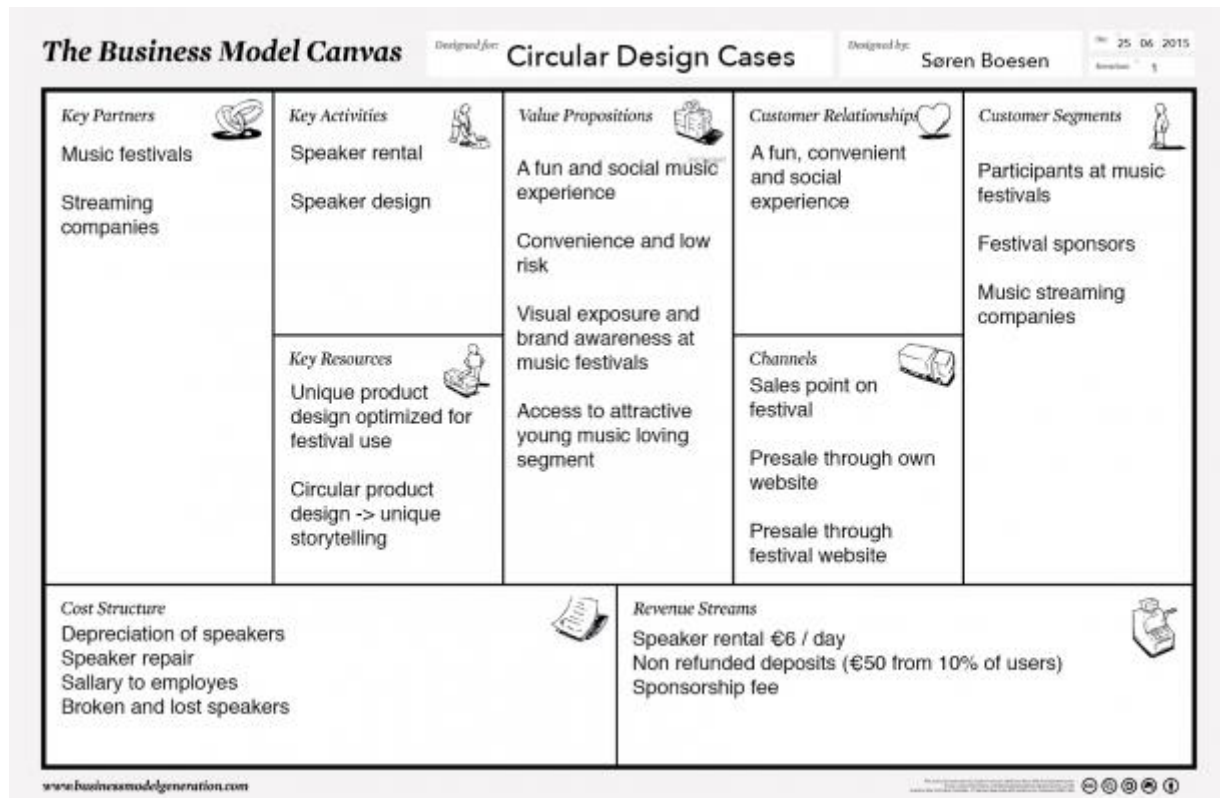 The Business Model Canvas
Designed for:
Circular Design Cases
Designed by:
Søren Boesen
25 06 2015
1
Key Partners
Music festivals
Streaming
companies
Key Activities
Speaker rental
Speaker design
Key Resources
Unique product
design optimized for
festival use
Circular product
design -> unique
storytelling
Value Propositions
A fun and social music
experience
Convenience and low
risk
Visual exposure and
brand awareness at
music festivals
Access to attractive
young music loving
segment
Customer Relationships
A fun, convenient
and social
experience
Channels
Sales point on
festival
Presale through own
website
Presale through
festival website
Customer Segments
Participants at music
festivals
Festival sponsors
Music streaming
companies
Cost Structure
Depreciation of speakers
Speaker repair
Sallary to employes
Broken and lost speakers
Revenue Streams
Speaker rental €6 / day
Non refunded deposits (€50 from 10% of users)
Sponsorship fee
www.businessmodelgeneration.com